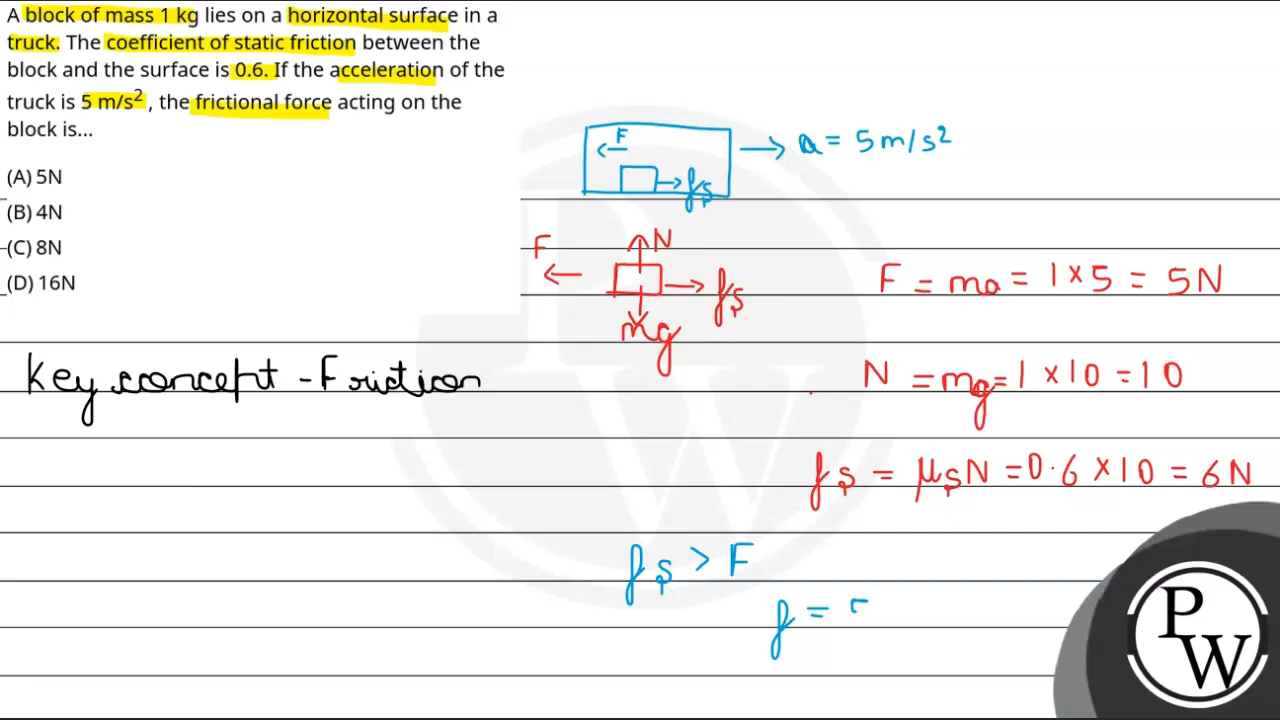 A block of mass 1 kg lies on a horizontal surface in a
truck. The coefficient of static friction between the
block and the surface is 0.6. If the acceleration of the
truck is 5 m/s², the frictional force acting on the
block is...
(A) 5N
(B) 4N
(C) 8N
(D) 16N
F
a = 5m/s²
fs
N
F
fs
mg
F = ma = 1 × 5 = 5N
Key concept - Friction
N = mg = 1 × 10 = 10
fs = μsN = 0.6 × 10 = 6N
fs > F
f =
P
W